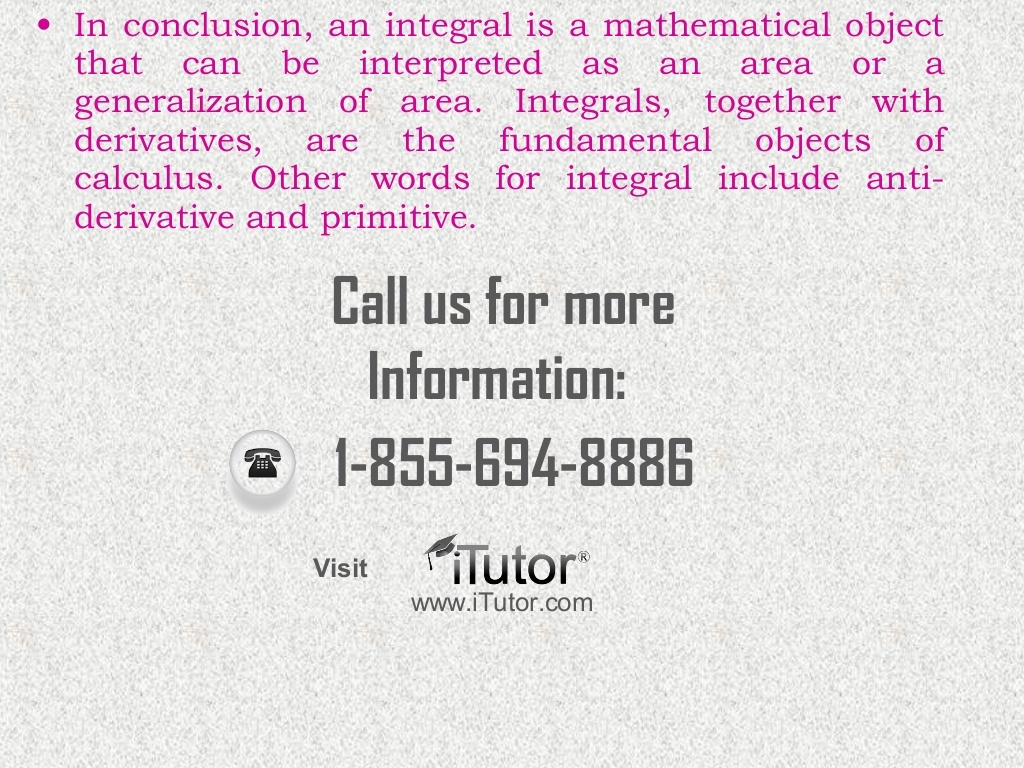 • In conclusion, an integral is a mathematical object
that can be interpreted as an area or a
generalization of area. Integrals, together with
derivatives, are the fundamental objects of
calculus. Other words for integral include anti-
derivative and primitive.
Call us for more
Information:
1-855-694-8886
Visit iTutor®
www.iTutor.com